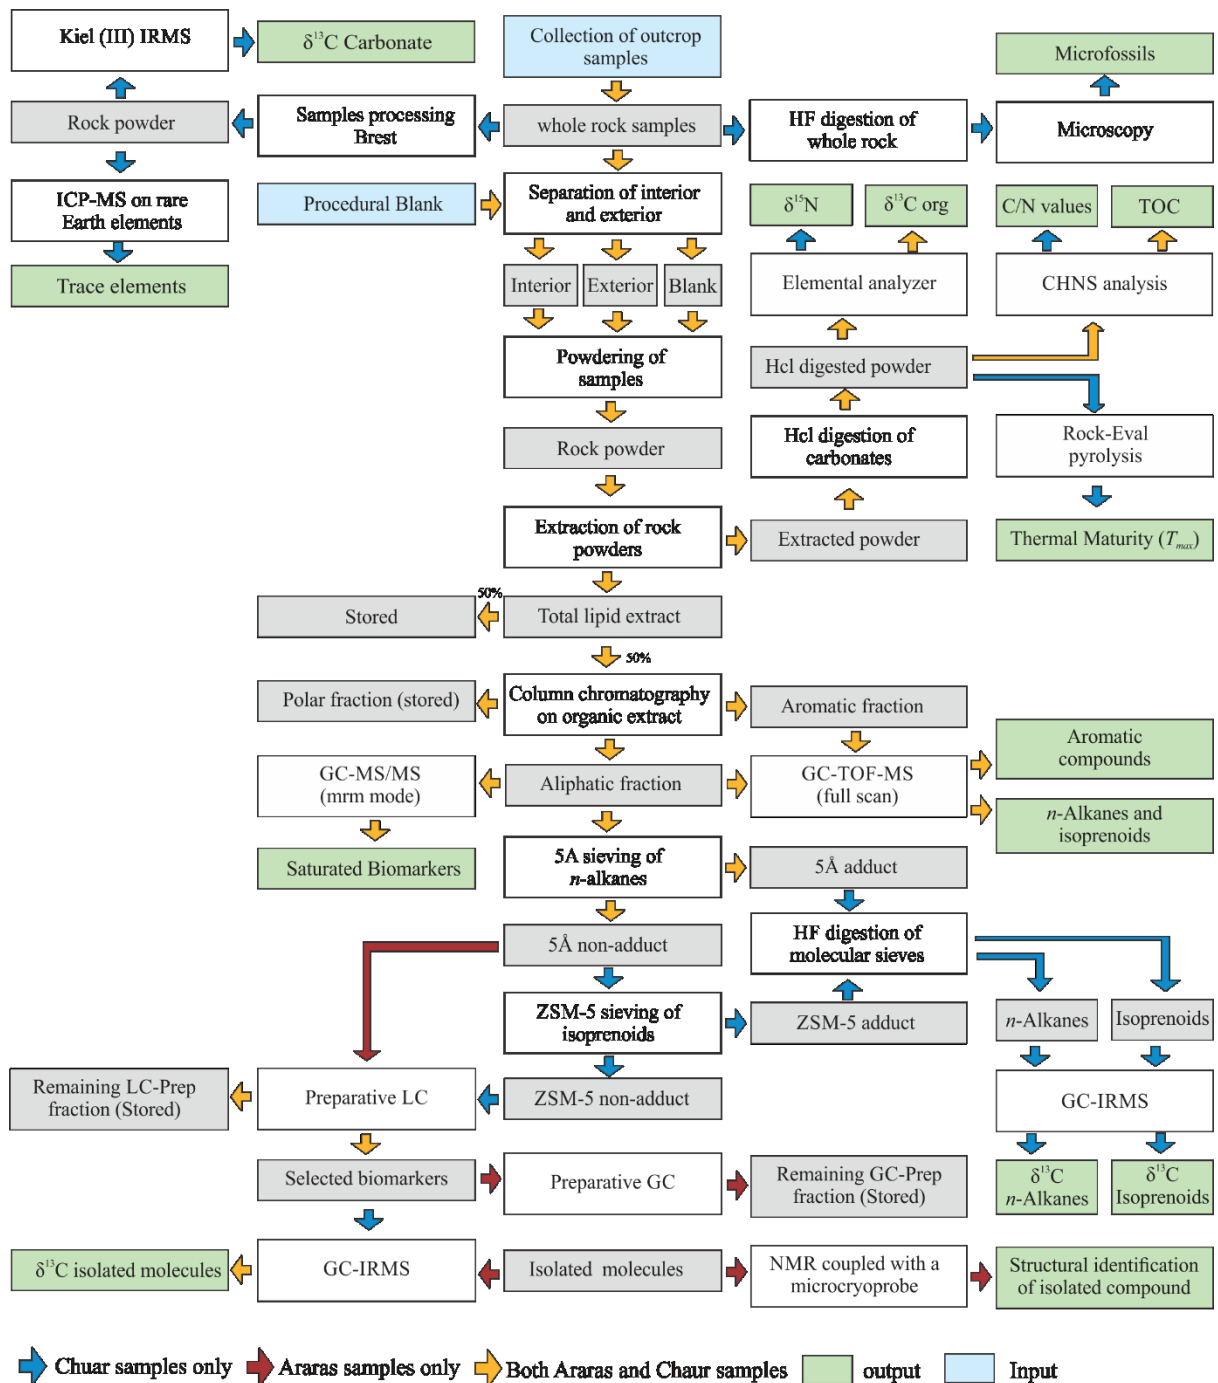 Kiel (III) IRMS
δ¹³C Carbonate
Collection of outcrop
samples
Microfossils
Rock powder
Samples processing
Brest
whole rock samples
HF digestion of
whole rock
Microscopy
ICP-MS on rare
Earth elements
Procedural Blank
Separation of interior
and exterior
δ¹⁵N
δ¹³C org
C/N values
TOC
Trace elements
Interior
Exterior
Blank
Elemental analyzer
CHNS analysis
Powdering of
samples
Hcl digested powder
Rock powder
Hcl digestion of
carbonates
Rock-Eval
pyrolysis
Extraction of rock
powders
Extracted powder
Thermal Maturity (Tmax)
Stored
50%
Total lipid extract
50%
Polar fraction (stored)
Column chromatography
on organic extract
Aromatic fraction
Aromatic
compounds
GC-MS/MS
(mrm mode)
Aliphatic fraction
GC-TOF-MS
(full scan)
n-Alkanes and
isoprenoids
Saturated Biomarkers
5A sieving of
n-alkanes
5Å adduct
5Å non-adduct
HF digestion of
molecular sieves
ZSM-5 sieving of
isoprenoids
ZSM-5 adduct
n-Alkanes
Isoprenoids
Remaining LC-Prep
fraction (Stored)
Preparative LC
ZSM-5 non-adduct
GC-IRMS
Selected biomarkers
Preparative GC
Remaining GC-Prep
fraction (Stored)
δ¹³C
n-Alkanes
δ¹³C
Isoprenoids
δ¹³C isolated molecules
GC-IRMS
Isolated molecules
NMR coupled with a
microcryoprobe
Structural identification
of isolated compound
Chuar samples only
Araras samples only
Both Araras and Chaur samples
output
Input